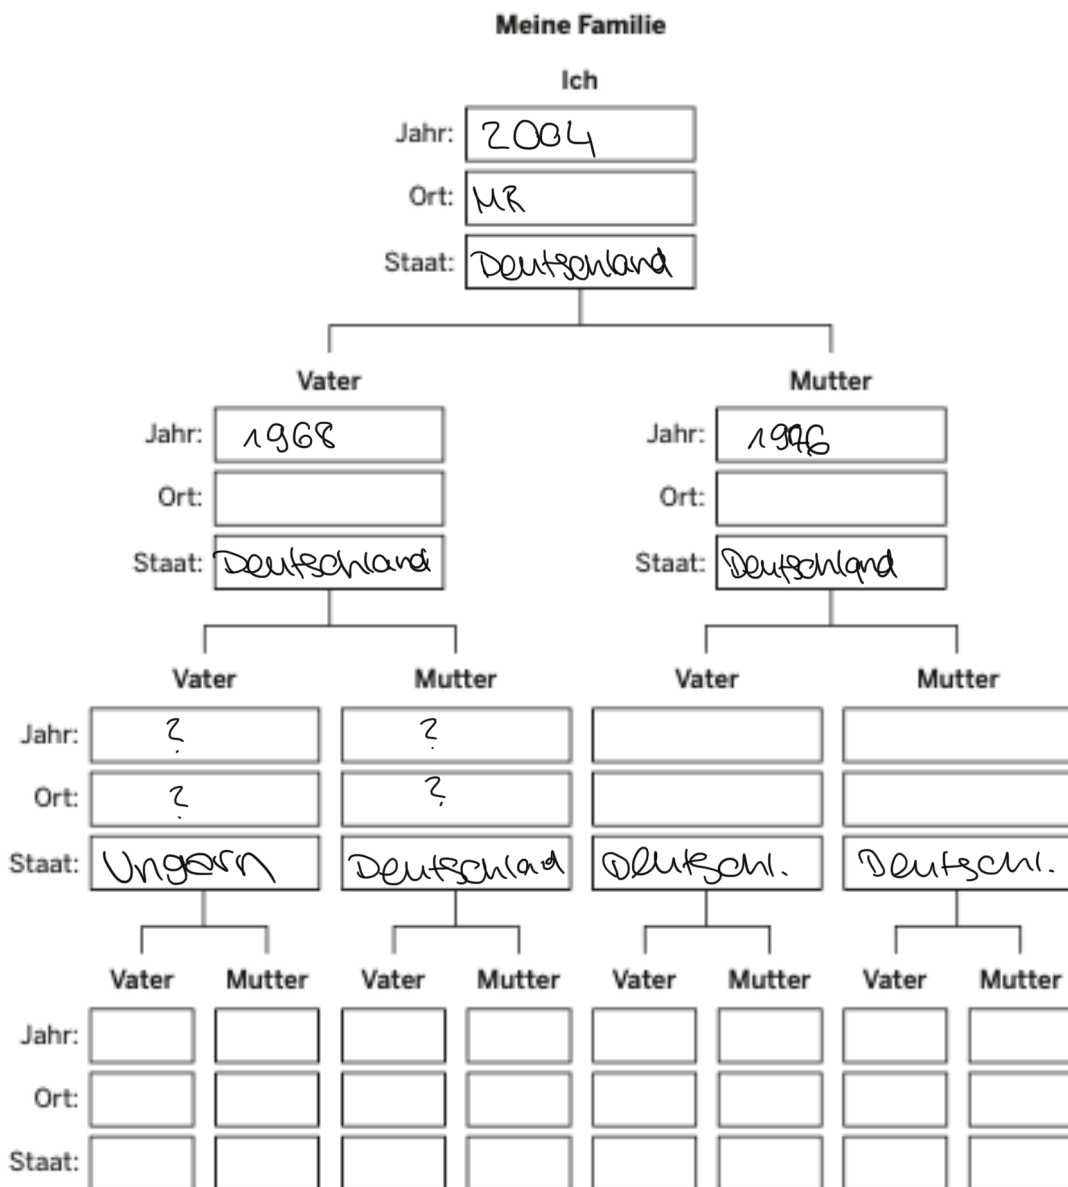 Meine Familie
Ich
Jahr: 2004
Ort: MR
Staat: Deutschland
Vater Mutter
Jahr: 1968 Jahr: 1976
Ort: Ort:
Staat: Deutschland Staat: Deutschland
Vater Mutter Vater Mutter
Jahr: ? ?
Ort: ? ?
Staat: Ungarn Deutschlad Deutschl. Deutschl.
Vater Mutter Vater Mutter Vater Mutter Vater Mutter
Jahr:
Ort:
Staat: